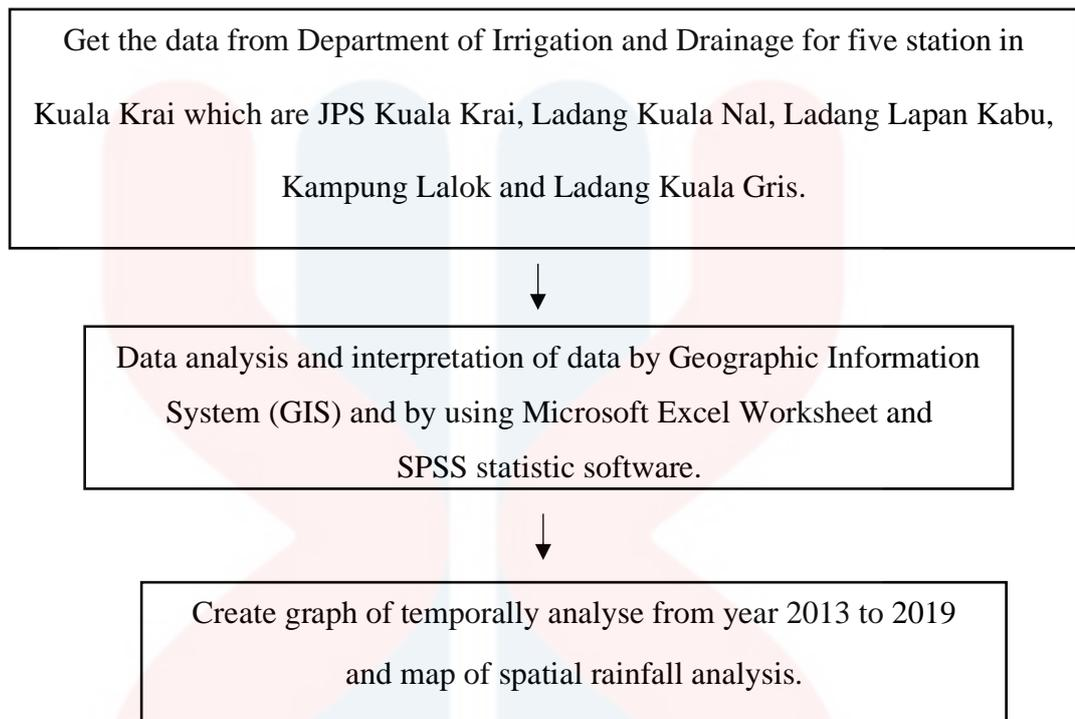 Get the data from Department of Irrigation and Drainage for five station in
Kuala Krai which are JPS Kuala Krai, Ladang Kuala Nal, Ladang Lapan Kabu,
Kampung Lalok and Ladang Kuala Gris.
Data analysis and interpretation of data by Geographic Information
System (GIS) and by using Microsoft Excel Worksheet and
SPSS statistic software.
Create graph of temporally analyse from year 2013 to 2019
and map of spatial rainfall analysis.